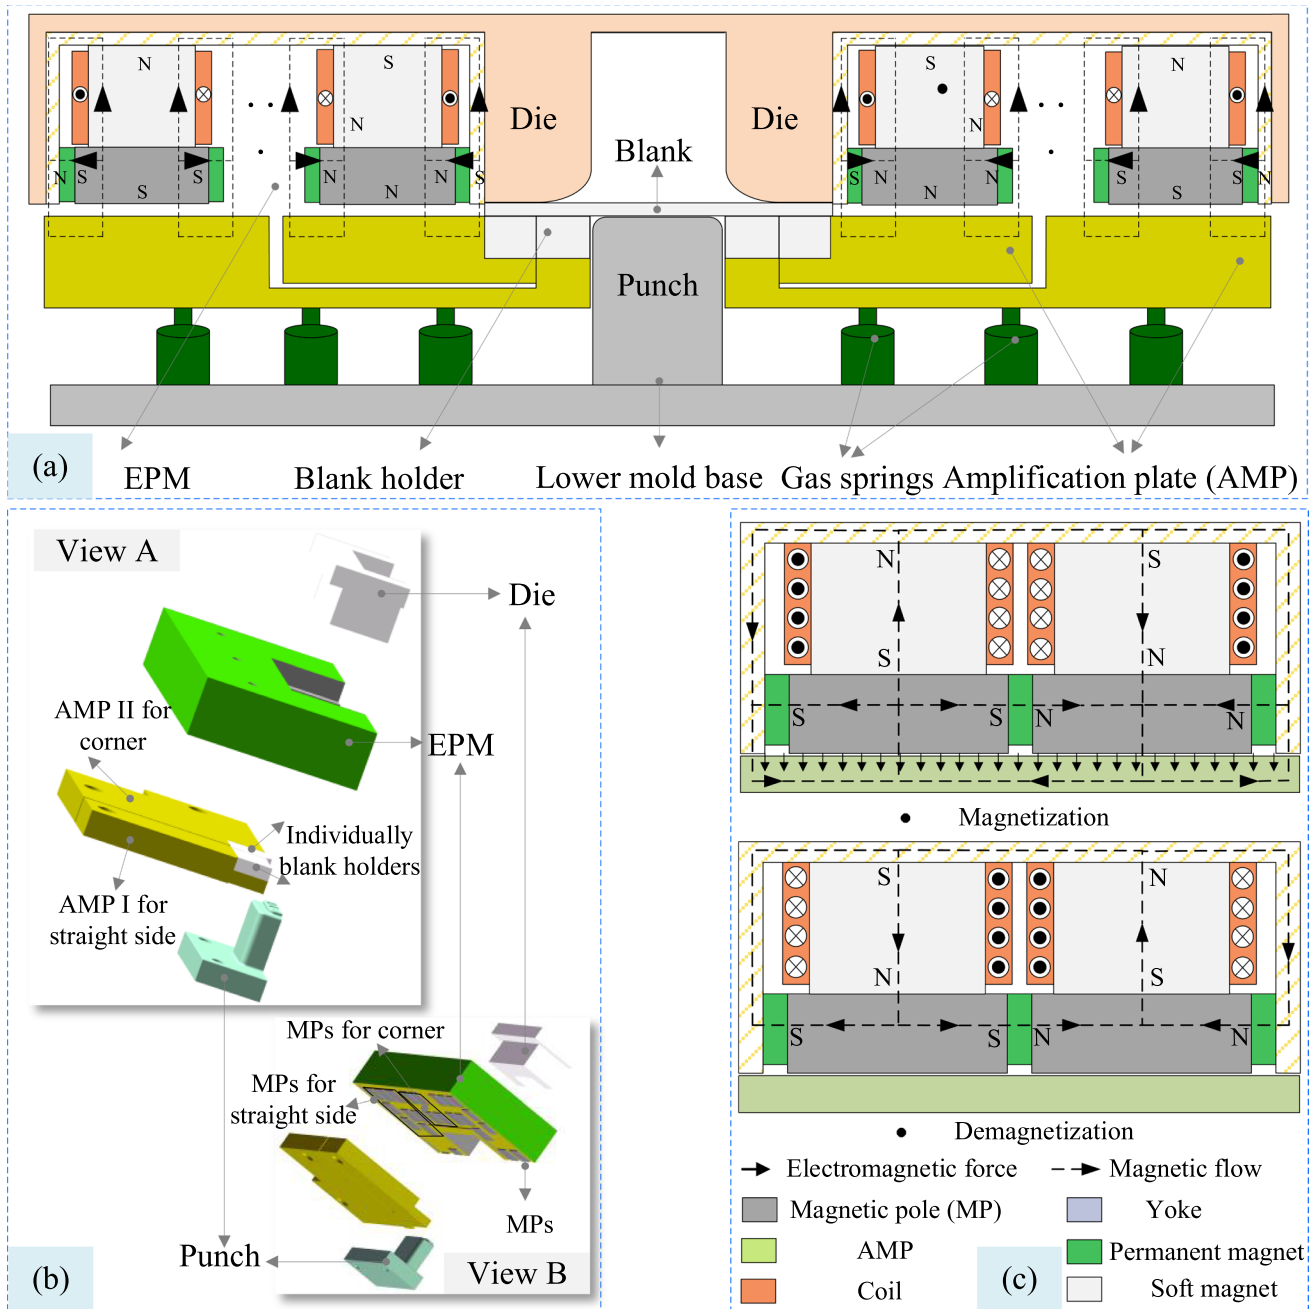 N
S
S
N
Die
Die
N
N
Blank
N
S
S
S
N
N
N
S
S
N
N
N
S
S
S
N
Punch
(a)
EPM
Blank holder
Lower mold base
Gas springs
Amplification plate (AMP)
View A
Die
AMP II for
corner
EPM
Individually
blank holders
AMP I for
straight side
MPs for corner
MPs for
straight side
MPs
Punch
View B
(b)
N
S
S
N
S
S
N
N
• Magnetization
S
N
N
S
S
S
N
N
• Demagnetization
Electromagnetic force
Magnetic flow
Magnetic pole (MP)
Yoke
AMP
Permanent magnet
Coil
(c)
Soft magnet